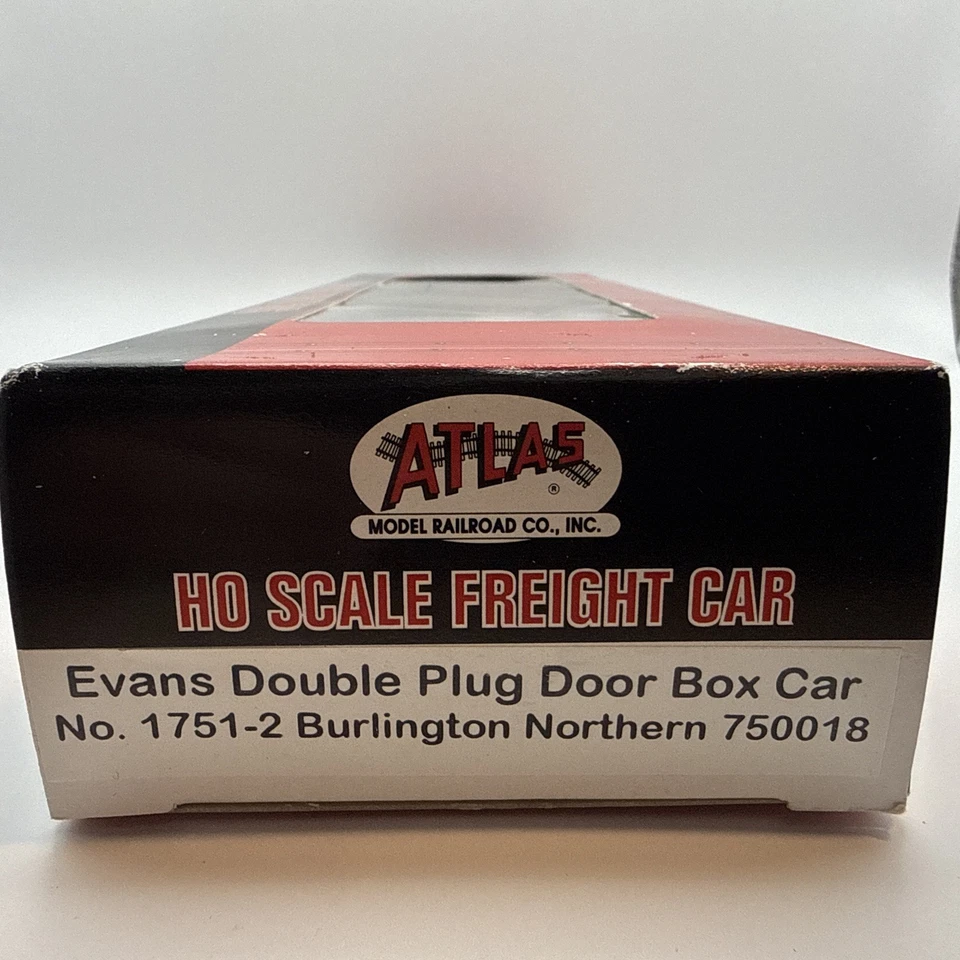 ATLAS
®
MODEL RAILROAD CO., INC.
HO SCALE FREIGHT CAR
Evans Double Plug Door Box Car
No. 1751-2 Burlington Northern 750018